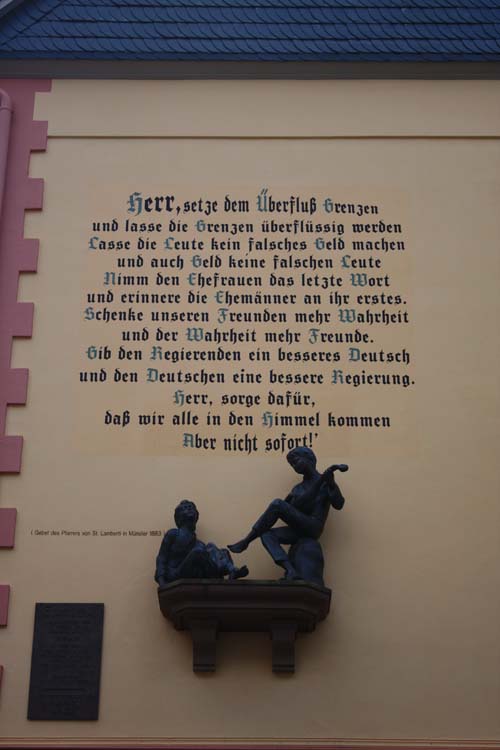 Herr, setze dem Überfluß Grenzen
und lasse die Grenzen überflüssig werden
Lasse die Leute kein falsches Geld machen
und auch Geld keine falschen Leute
Nimm den Ehefrauen das letzte Wort
und erinnere die Ehemänner an ihr erstes.
Schenke unseren Freunden mehr Wahrheit
und der Wahrheit mehr Freunde.
Gib den Regierenden ein besseres Deutsch
und den Deutschen eine bessere Regierung.
Herr, sorge dafür,
daß wir alle in den Himmel kommen
Aber nicht sofort!'
( Gebet des Pfarrers von St. Lamberti in Münster 1883 )